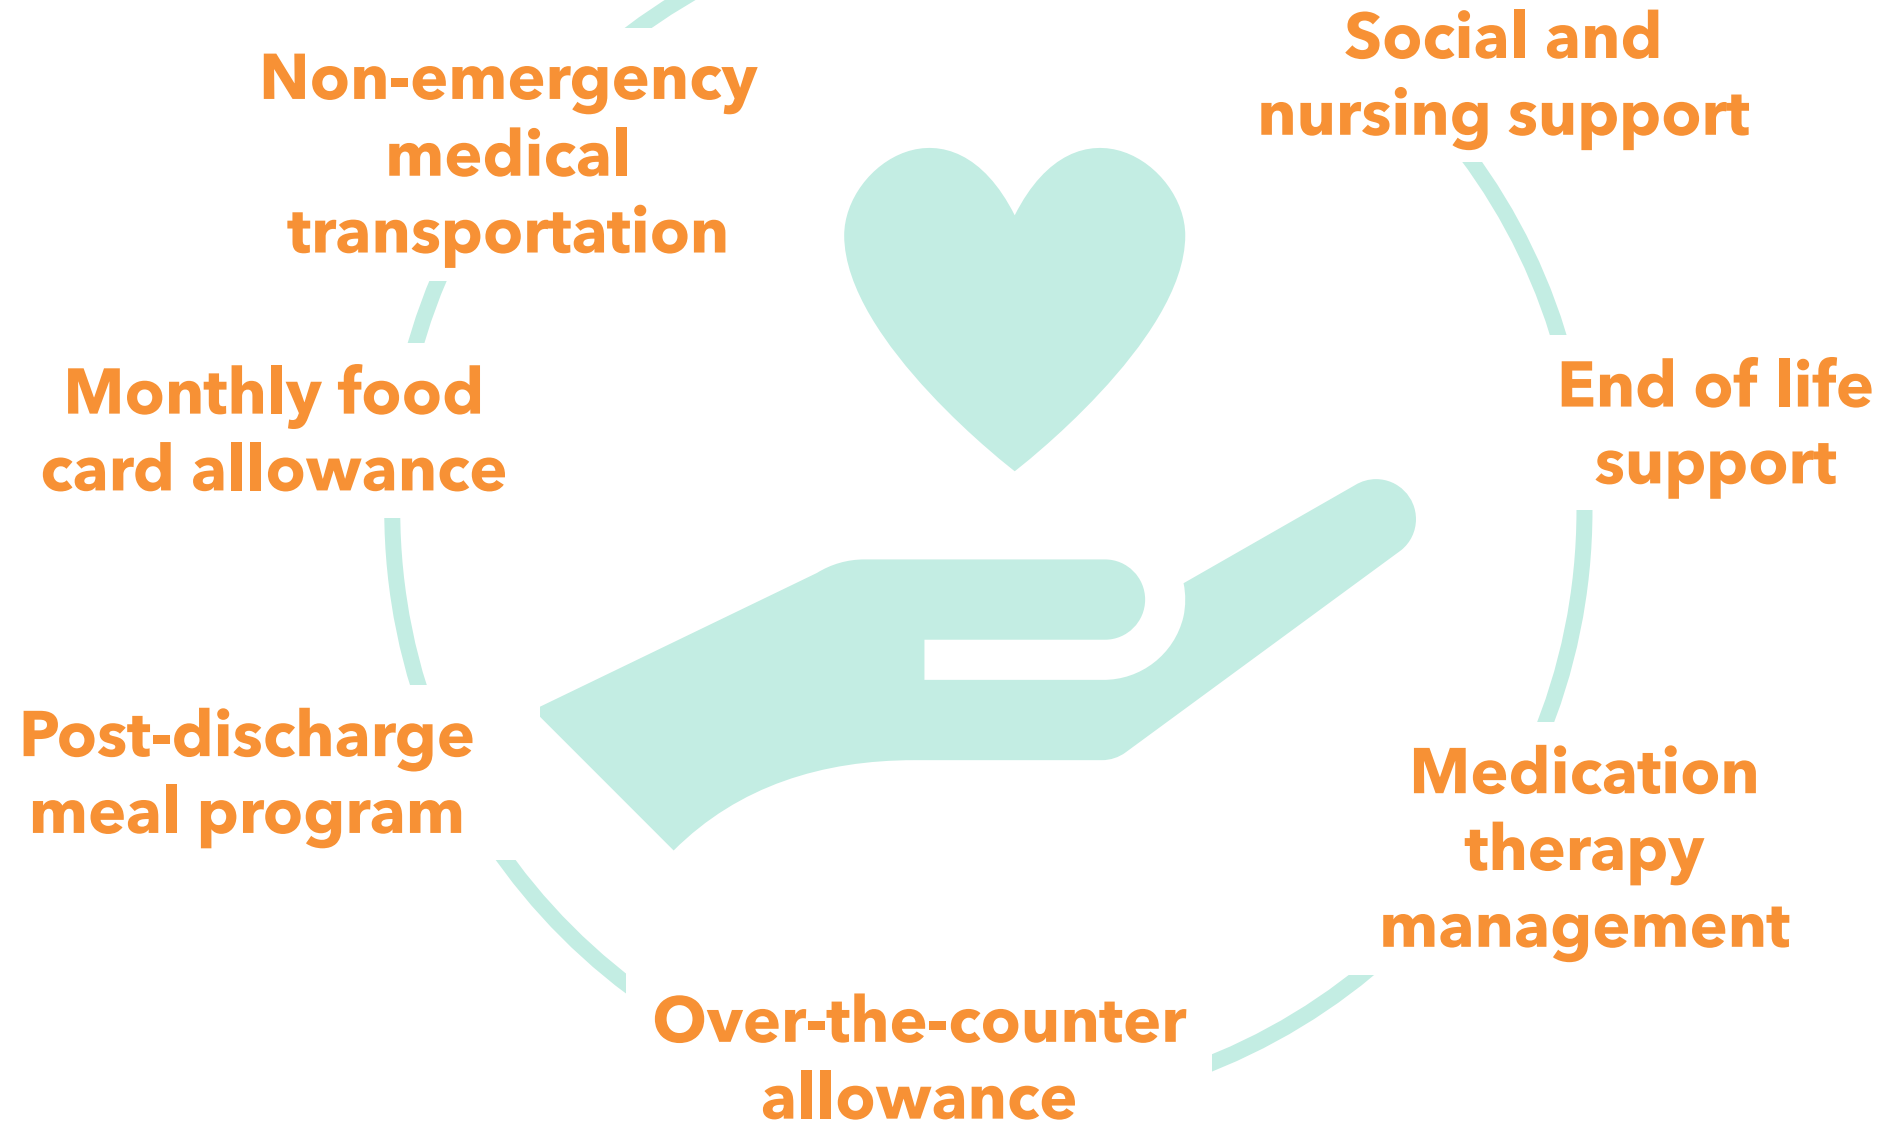 Social and
nursing support
End of life
support
Medication
therapy
management
Over-the-counter
allowance
Post-discharge
meal program
Monthly food
card allowance
Non-emergency
medical
transportation